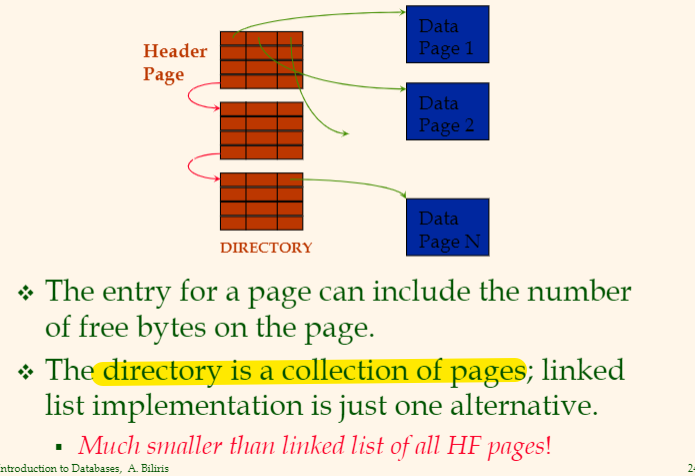 Header
Page
Data
Page 1
Data
Page 2
Data
Page N
DIRECTORY
❖ The entry for a page can include the number
of free bytes on the page.
❖ The directory is a collection of pages; linked
list implementation is just one alternative.
▪ Much smaller than linked list of all HF pages!
ntroduction to Databases, A. Biliris